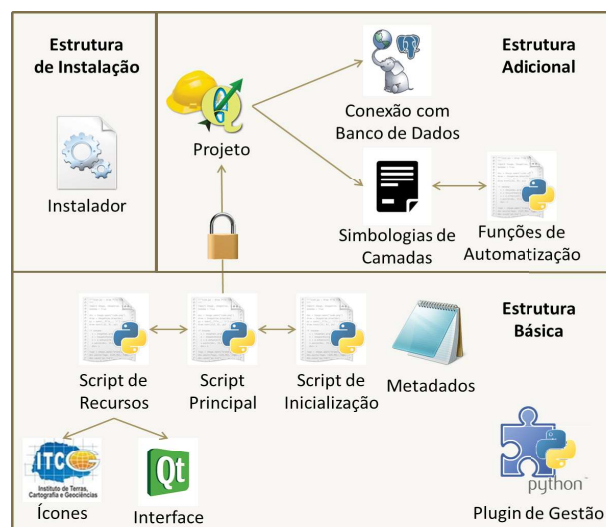 Estrutura
de Instalação
Instalador
Estrutura
Adicional
Projeto
Conexão com
Banco de Dados
Simbologias de
Camadas
Funções de
Automatização
Estrutura
Básica
Script de
Recursos
Script
Principal
Script de
Inicialização
Metadados
ITCG
Instituto de Terras,
Cartografia e Geociências
Ícones
Qt
Interface
python
Plugin de Gestão